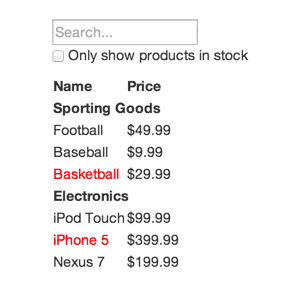 Search...
Only show products in stock
Name Price
Sporting Goods
Football $49.99
Baseball $9.99
Basketball $29.99
Electronics
iPod Touch $99.99
iPhone 5 $399.99
Nexus 7 $199.99